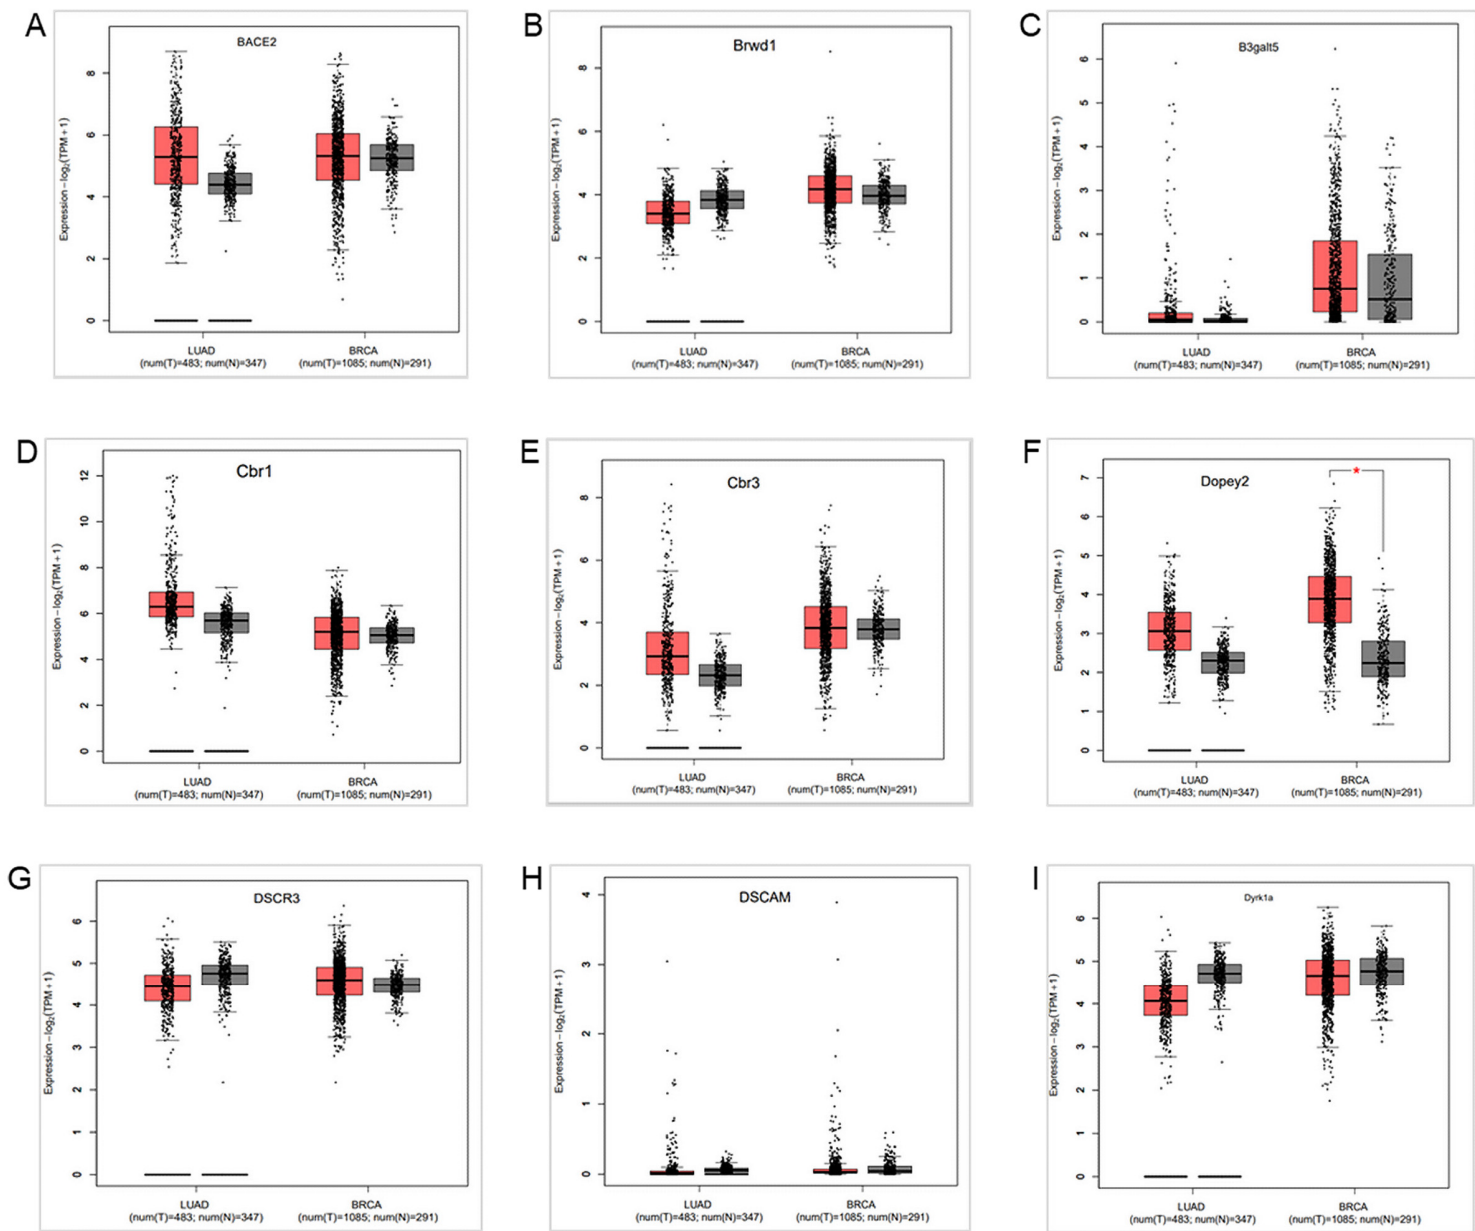 A
BACE2
Expression − log₂(TPM + 1)
8
6
4
2
0
LUAD
(num(T)=483; num(N)=347)
BRCA
(num(T)=1085; num(N)=291)
B
Brwd1
Expression − log₂(TPM + 1)
8
6
4
2
0
LUAD
(num(T)=483; num(N)=347)
BRCA
(num(T)=1085; num(N)=291)
C
B3galt5
Expression − log₂(TPM + 1)
6
5
4
3
2
1
0
LUAD
(num(T)=483; num(N)=347)
BRCA
(num(T)=1085; num(N)=291)
D
Cbr1
Expression − log₂(TPM + 1)
12
10
8
6
4
2
0
LUAD
(num(T)=483; num(N)=347)
BRCA
(num(T)=1085; num(N)=291)
E
Cbr3
Expression − log₂(TPM + 1)
8
6
4
2
0
LUAD
(num(T)=483; num(N)=347)
BRCA
(num(T)=1085; num(N)=291)
F
Dopey2
*
Expression − log₂(TPM + 1)
7
6
5
4
3
2
1
0
LUAD
(num(T)=483; num(N)=347)
BRCA
(num(T)=1085; num(N)=291)
G
DSCR3
Expression − log₂(TPM + 1)
6
5
4
3
2
1
0
LUAD
(num(T)=483; num(N)=347)
BRCA
(num(T)=1085; num(N)=291)
H
DSCAM
Expression − log₂(TPM + 1)
4
3
2
1
0
LUAD
(num(T)=483; num(N)=347)
BRCA
(num(T)=1085; num(N)=291)
I
Dyrk1a
Expression − log₂(TPM + 1)
6
5
4
3
2
1
0
LUAD
(num(T)=483; num(N)=347)
BRCA
(num(T)=1085; num(N)=291)